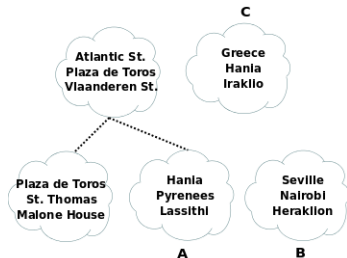 C
Atlantic St.
Plaza de Toros
Vlaanderen St.
Greece
Hania
Iraklio
Plaza de Toros
St. Thomas
Malone House
Hania
Pyrenees
Lassithi
Seville
Nairobi
Heraklion
A
B